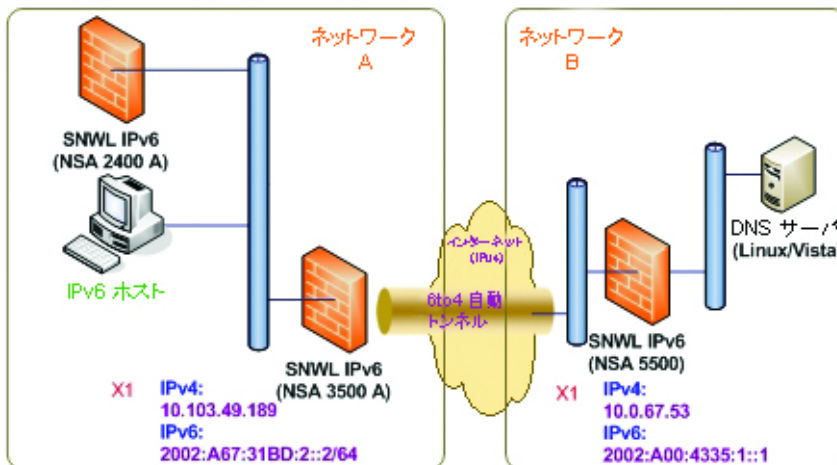 ネットワーク
A
ネットワーク
B
SNWL IPv6
(NSA 2400 A)
IPv6 ホスト
SNWL IPv6
(NSA 3500 A)
インターネット
(IPv4)
6to4 自動
トンネル
DNS サーバ
(Linux/Vista
SNWL IPv6
(NSA 5500)
X1
IPv4:
10.103.49.189
IPv6:
2002:A67:31BD:2::2/64
X1
IPv4:
10.0.67.53
IPv6:
2002:A00:4335:1::1